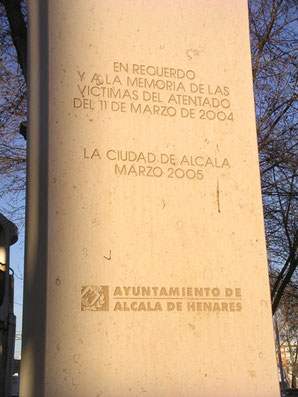 EN RECUERDO
Y A LA MEMORIA DE LAS
VICTIMAS DEL ATENTADO
DEL 11 DE MARZO DE 2004
LA CIUDAD DE ALCALA
MARZO 2005
AYUNTAMIENTO DE
ALCALA DE HENARES